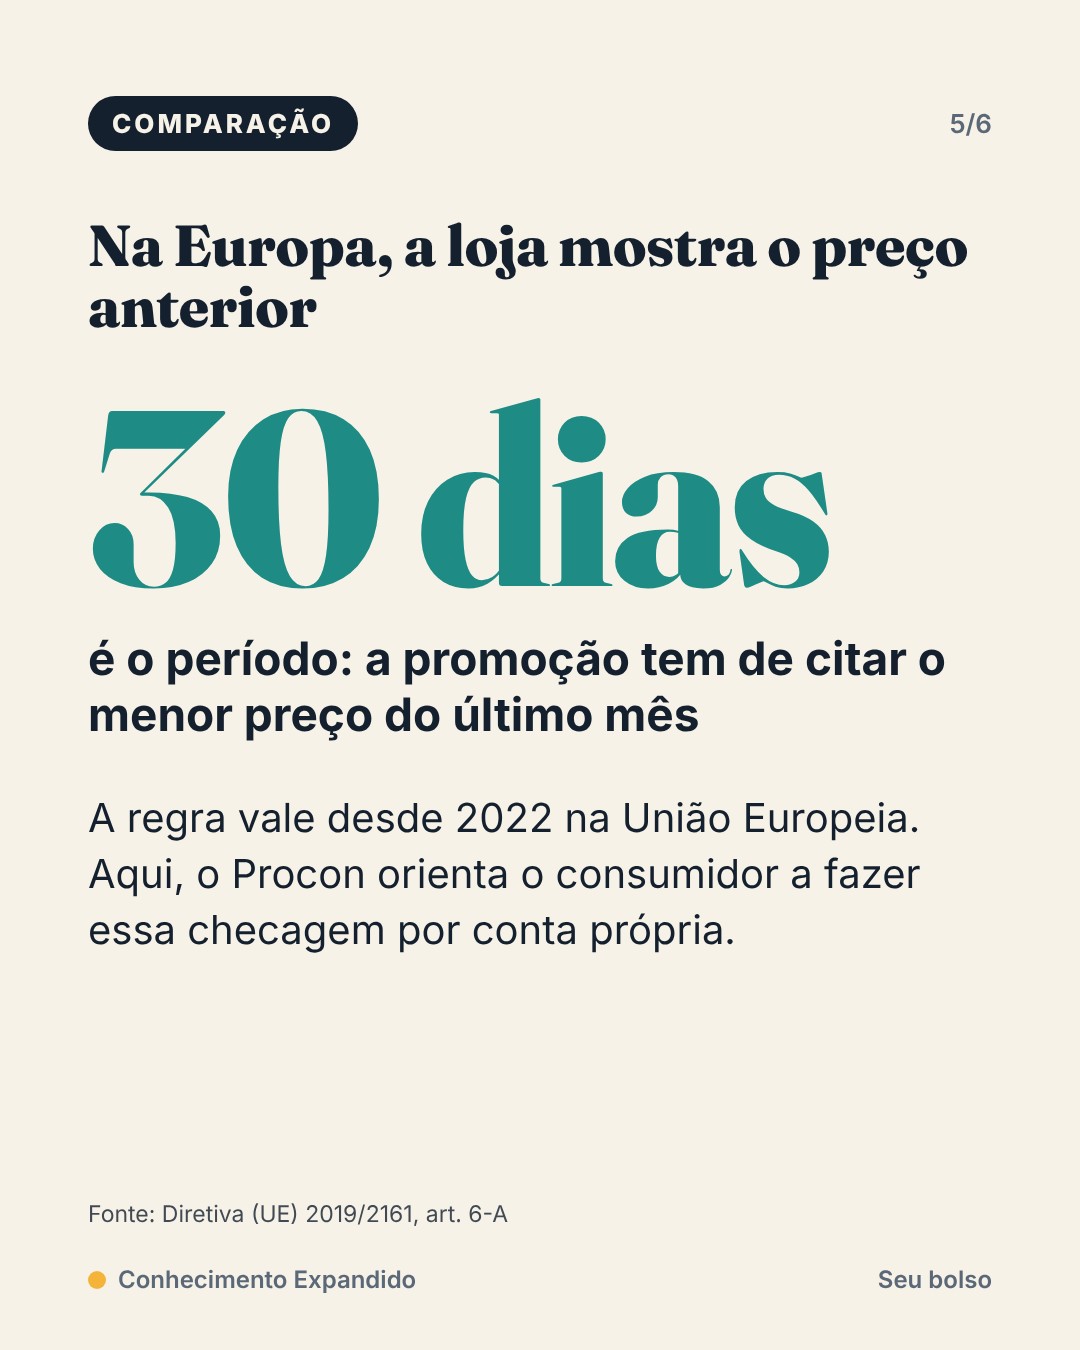 COMPARAÇÃO
5/6
Na Europa, a loja mostra o preço
anterior
30 dias
é o período: a promoção tem de citar o
menor preço do último mês
A regra vale desde 2022 na União Europeia.
Aqui, o Procon orienta o consumidor a fazer
essa checagem por conta própria.
Fonte: Diretiva (UE) 2019/2161, art. 6-A
Conhecimento Expandido
Seu bolso